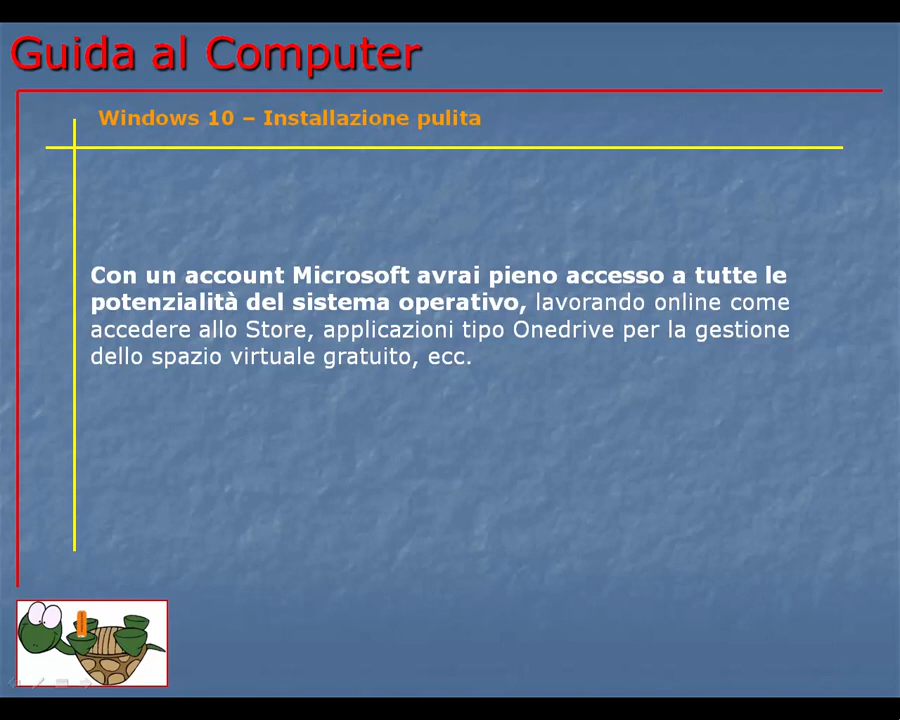 Guida al Computer
Windows 10 – Installazione pulita
Con un account Microsoft avrai pieno accesso a tutte le
potenzialità del sistema operativo, lavorando online come
accedere allo Store, applicazioni tipo Onedrive per la gestione
dello spazio virtuale gratuito, ecc.